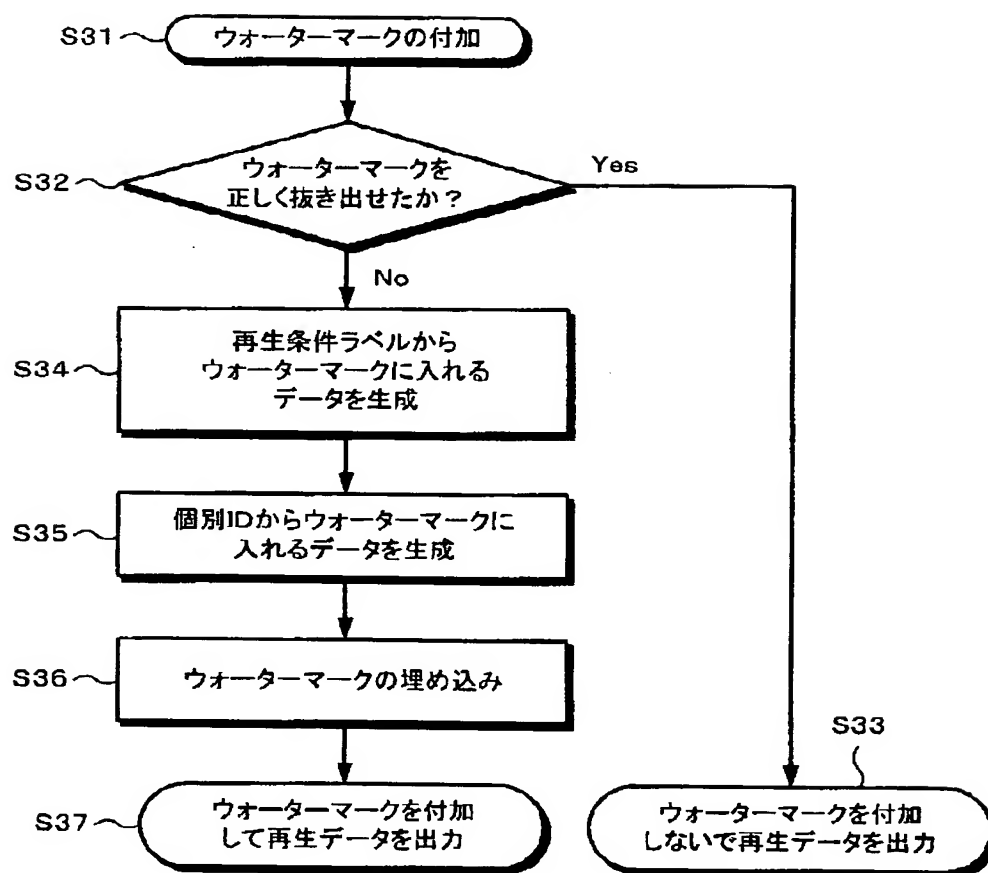 S31
ウォーターマークの付加
S32
ウォーターマークを
正しく抜き出せたか？
Yes
No
S34
再生条件ラベルから
ウォーターマークに入れる
データを生成
S35
個別IDからウォーターマークに
入れるデータを生成
S36
ウォーターマークの埋め込み
S33
S37
ウォーターマークを付加
して再生データを出力
ウォーターマークを付加
しないで再生データを出力